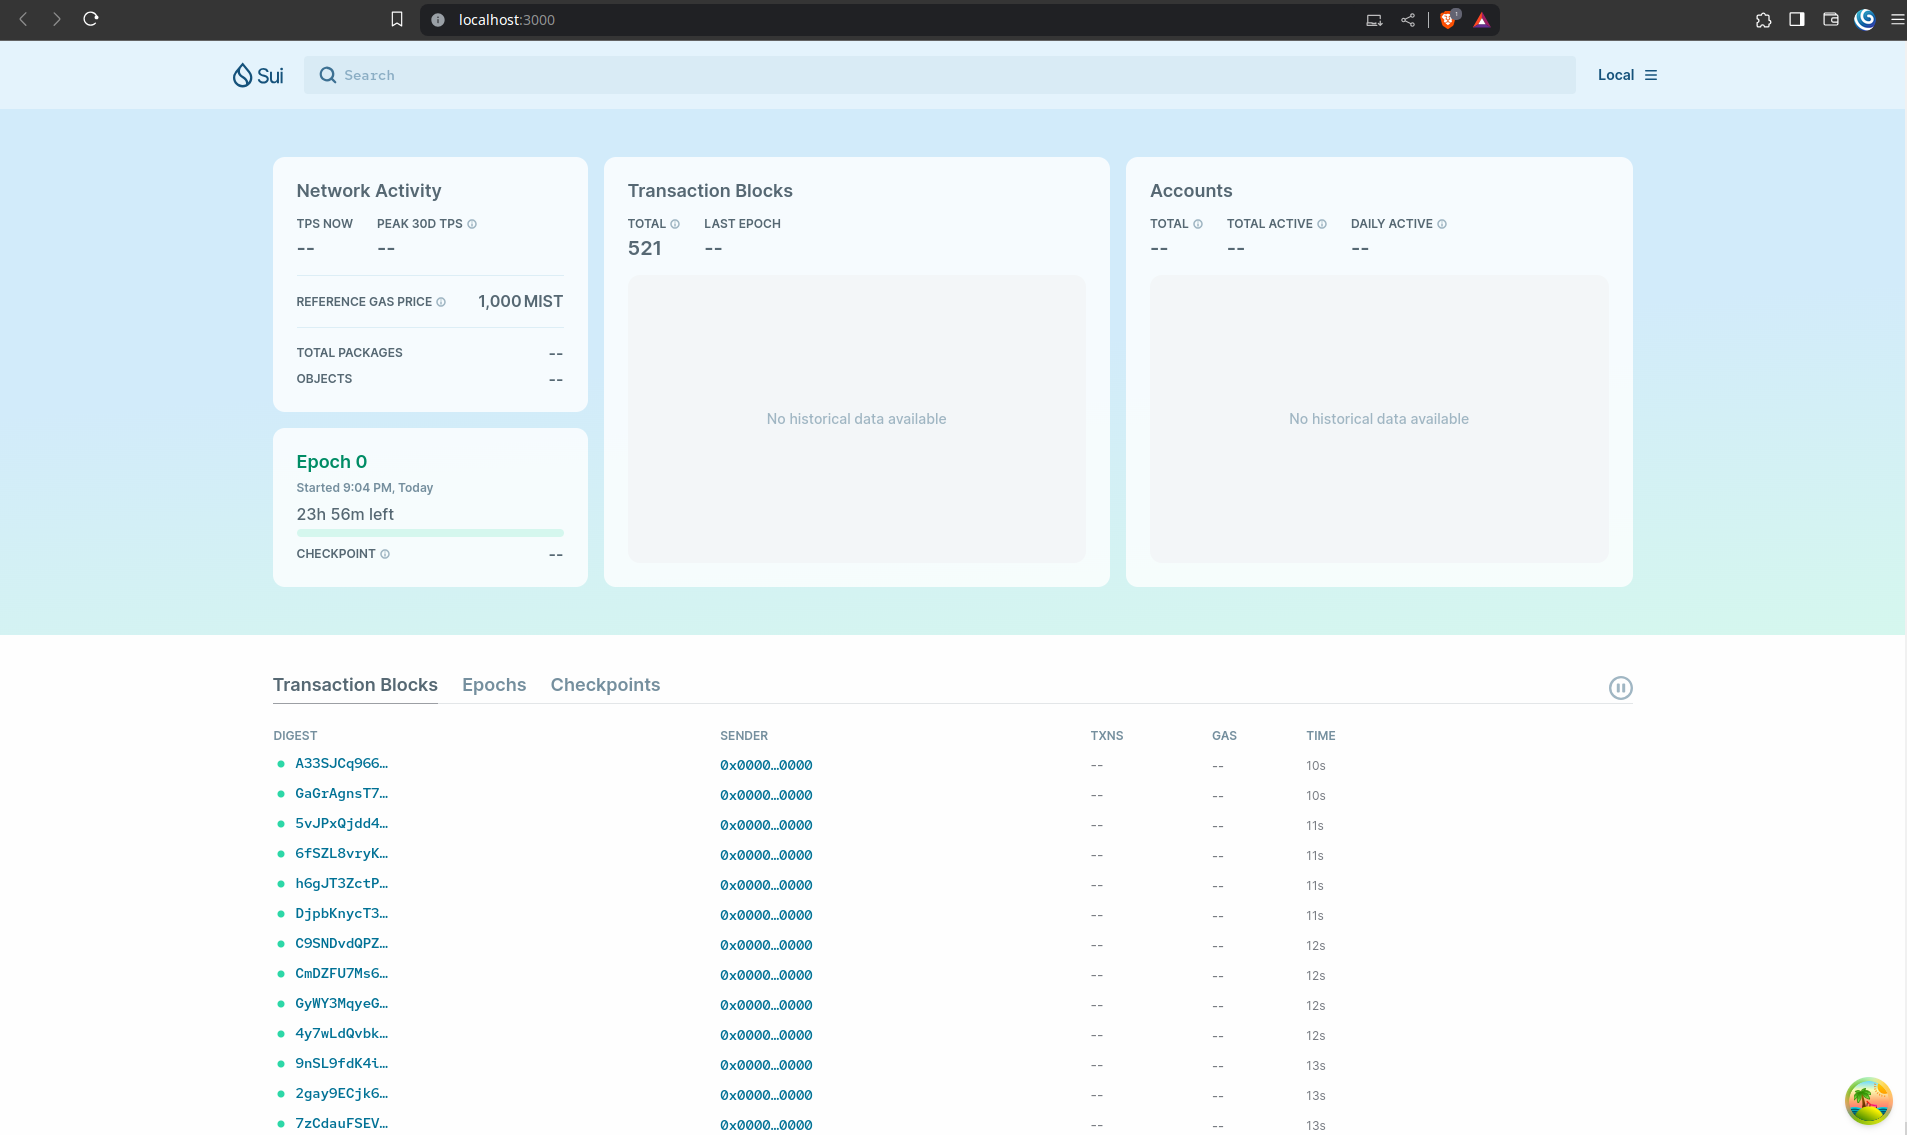 localhost:3000
Sui
Search
Local
Network Activity
TPS NOW PEAK 30D TPS
-- --
REFERENCE GAS PRICE 1,000 MIST
TOTAL PACKAGES --
OBJECTS --
Epoch 0
Started 9:04 PM, Today
23h 56m left
CHECKPOINT --
Transaction Blocks
TOTAL LAST EPOCH
521 --
No historical data available
Accounts
TOTAL TOTAL ACTIVE DAILY ACTIVE
-- -- --
No historical data available
Transaction Blocks Epochs Checkpoints
DIGEST SENDER TXNS GAS TIME
A33SJCq966… 0x0000…0000 -- -- 10s
GaGrAgnsT7… 0x0000…0000 -- -- 10s
5vJPxQjdd4… 0x0000…0000 -- -- 11s
6fSZL8vryK… 0x0000…0000 -- -- 11s
h6gJT3ZctP… 0x0000…0000 -- -- 11s
DjpbKnycT3… 0x0000…0000 -- -- 11s
C9SNDvdQPZ… 0x0000…0000 -- -- 12s
CmDZFU7Ms6… 0x0000…0000 -- -- 12s
GyWY3MqyeG… 0x0000…0000 -- -- 12s
4y7wLdQvbk… 0x0000…0000 -- -- 12s
9nSL9fdK4i… 0x0000…0000 -- -- 13s
2gay9ECjk6… 0x0000…0000 -- -- 13s
7zCdauFSEV… 0x0000…0000 -- -- 13s